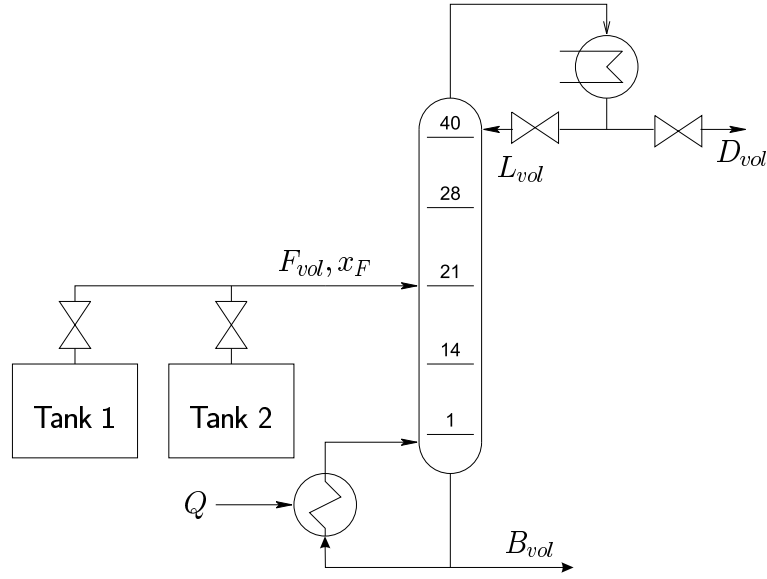 40
L_vol
D_vol
28
F_vol, x_F
21
14
Tank 1
Tank 2
1
Q
B_vol